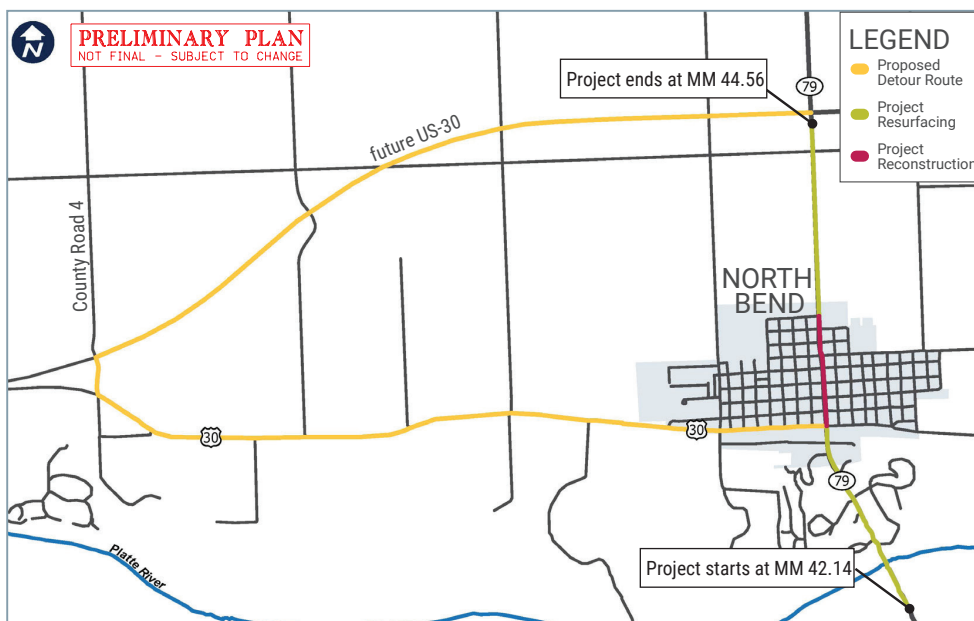 N
PRELIMINARY PLAN
NOT FINAL - SUBJECT TO CHANGE
LEGEND
Proposed
Detour Route
Project
Resurfacing
Project
Reconstruction
Project ends at MM 44.56
79
future US-30
County Road 4
NORTH
BEND
30
30
79
Platte River
Project starts at MM 42.14